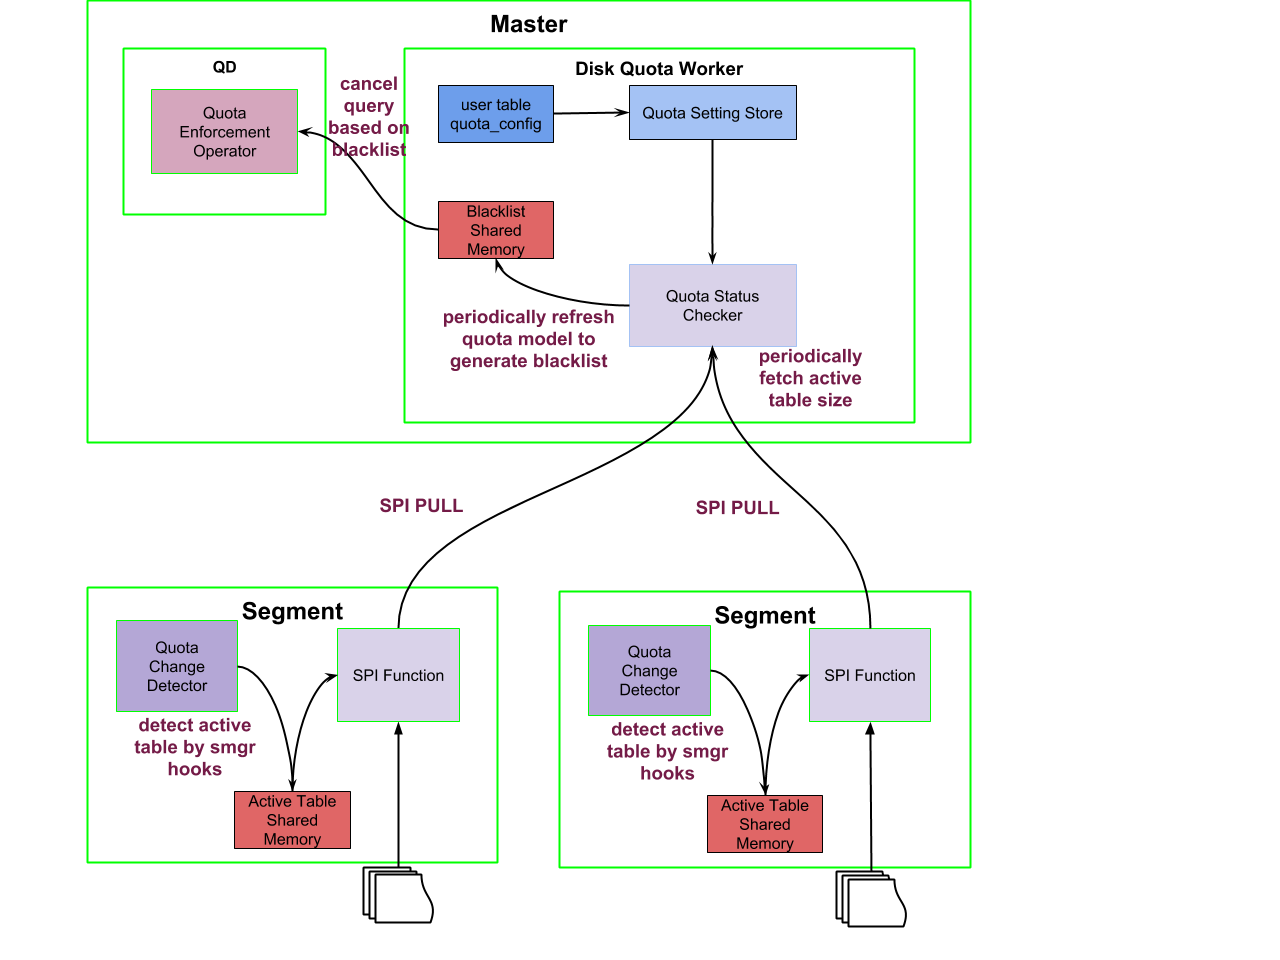 Master
QD
Quota
Enforcement
Operator
cancel
query
based on
blacklist
Disk Quota Worker
user table
quota_config
Quota Setting Store
Blacklist
Shared
Memory
Quota Status
Checker
periodically refresh
quota model to
generate blacklist
periodically
fetch active
table size
SPI PULL
SPI PULL
Segment
Quota
Change
Detector
SPI Function
detect active
table by smgr
hooks
Active Table
Shared
Memory
Segment
Quota
Change
Detector
SPI Function
detect active
table by smgr
hooks
Active Table
Shared
Memory